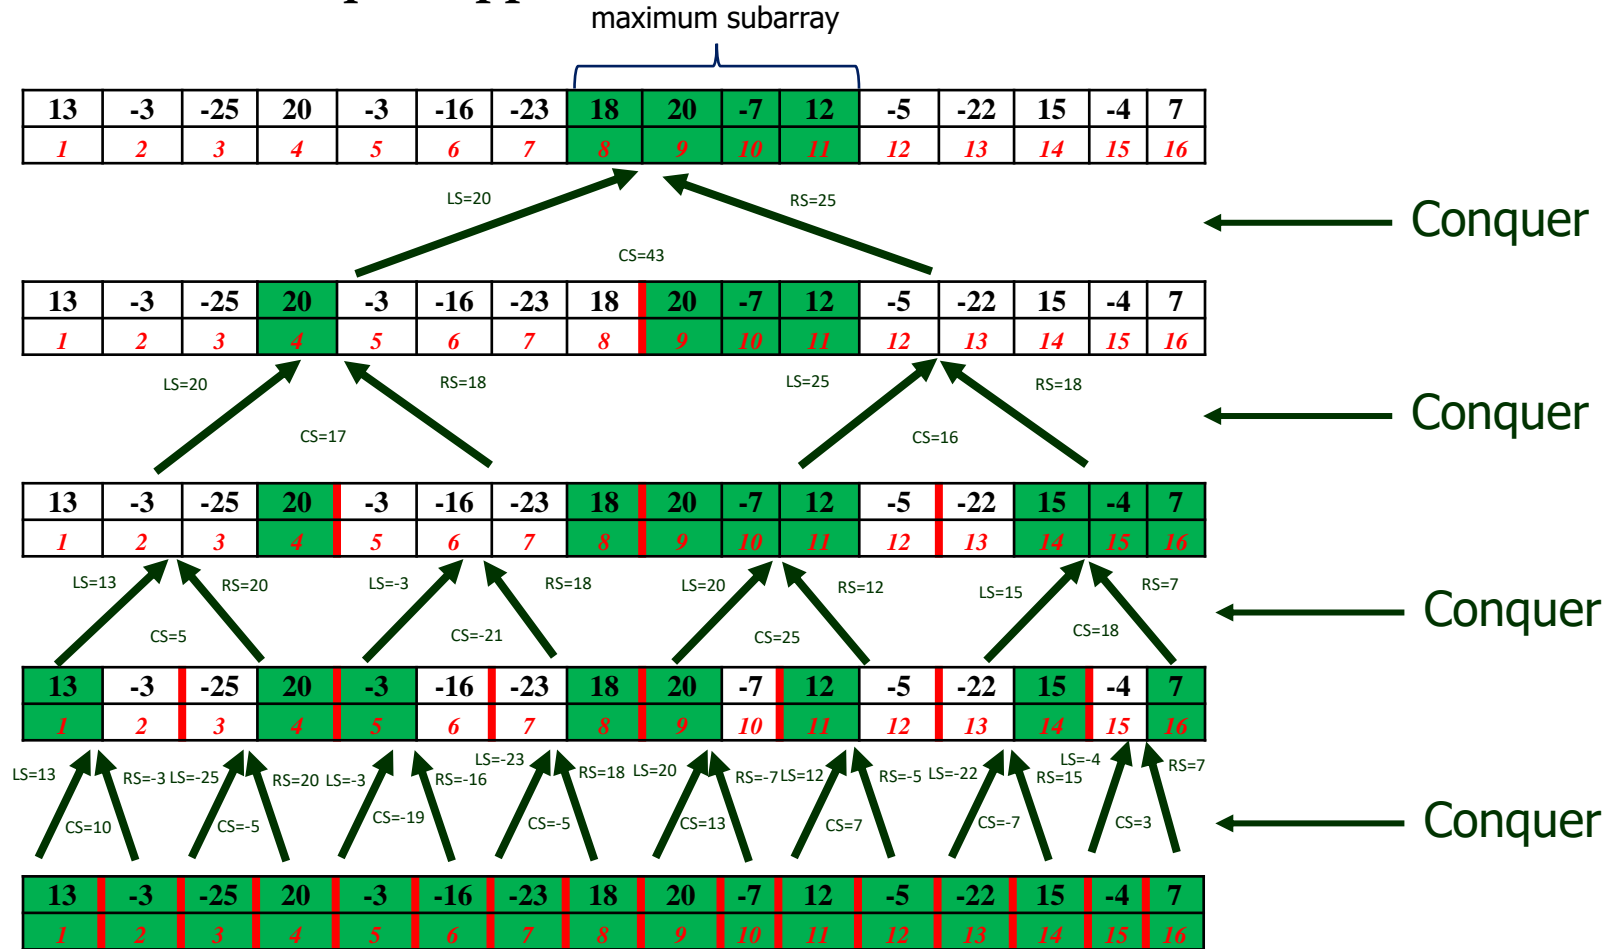 maximum subarray
13 -3 -25 20 -3 -16 -23 18 20 -7 12 -5 -22 15 -4 7
1 2 3 4 5 6 7 8 9 10 11 12 13 14 15 16
LS=20 RS=25
Conquer
CS=43
13 -3 -25 20 -3 -16 -23 18 20 -7 12 -5 -22 15 -4 7
1 2 3 4 5 6 7 8 9 10 11 12 13 14 15 16
LS=20 RS=18 LS=25 RS=18
Conquer
CS=17 CS=16
13 -3 -25 20 -3 -16 -23 18 20 -7 12 -5 -22 15 -4 7
1 2 3 4 5 6 7 8 9 10 11 12 13 14 15 16
LS=13 RS=20 LS=-3 RS=18 LS=20 RS=12 LS=15 RS=7
Conquer
CS=5 CS=-21 CS=25 CS=18
13 -3 -25 20 -3 -16 -23 18 20 -7 12 -5 -22 15 -4 7
1 2 3 4 5 6 7 8 9 10 11 12 13 14 15 16
LS=13 RS=-3 LS=-25 RS=20 LS=-3 RS=-16 LS=-23 RS=18 LS=20 RS=-7 LS=12 RS=-5 LS=-22 RS=15 LS=-4 RS=7
CS=10 CS=-5 CS=-19 CS=-5 CS=13 CS=7 CS=-7 CS=3
Conquer
13 -3 -25 20 -3 -16 -23 18 20 -7 12 -5 -22 15 -4 7
1 2 3 4 5 6 7 8 9 10 11 12 13 14 15 16